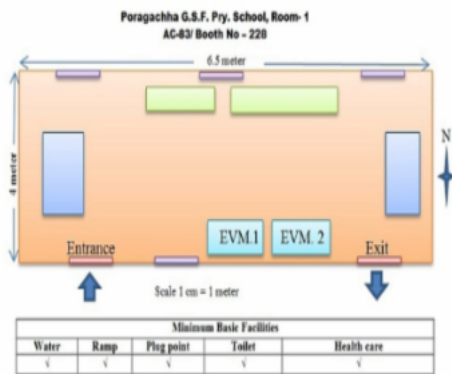 Poragachha G.S.F. Pry. School, Room- 1
AC-83/ Booth No – 228
6.5 meter
4 meter
N
EVM.1 EVM. 2
Entrance Exit
Scale 1 cm = 1 meter
Minimum Basic Facilities
Water Ramp Plug point Toilet Health care
√ √ √ √ √